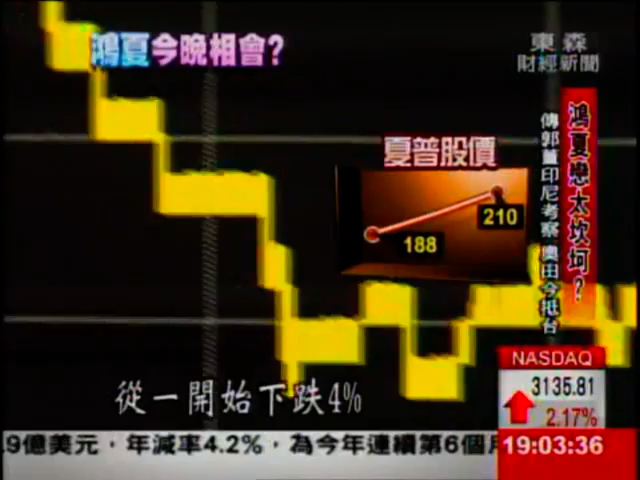 鴻夏今晚相會?
東森
財經新聞
鴻夏戀太坎坷?
傳郭董印尼考察 奧田今抵台
夏普股價
210
188
NASDAQ
3135.81
2.17%
從一開始下跌4%
.9億美元，年減率4.2%，為今年連續第6個月
19:03:36